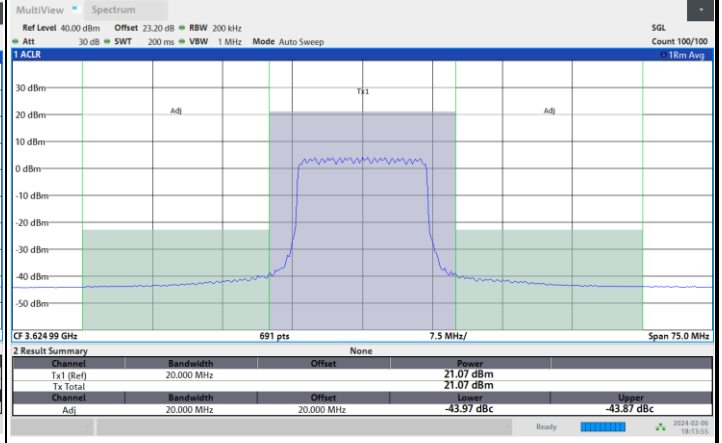 MultiView Spectrum
Ref Level 40.00 dBm Offset 23.20 dB RBW 200 kHz SGL
Att 30 dB SWT 200 ms VBW 1 MHz Mode Auto Sweep Count 100/100
1 ACLR 1Rm Avg
30 dBm
Tx1
20 dBm
Adj Adj
10 dBm
0 dBm
-10 dBm
-20 dBm
-30 dBm
-40 dBm
-50 dBm
CF 3.624 99 GHz 691 pts 7.5 MHz/ Span 75.0 MHz
2 Result Summary None
Channel Bandwidth Offset Power
Tx1 (Ref) 20.000 MHz 21.07 dBm
Tx Total 21.07 dBm
Channel Bandwidth Offset Lower Upper
Adj 20.000 MHz 20.000 MHz -43.97 dBc -43.87 dBc
Ready 2024-02-06
18:13:55